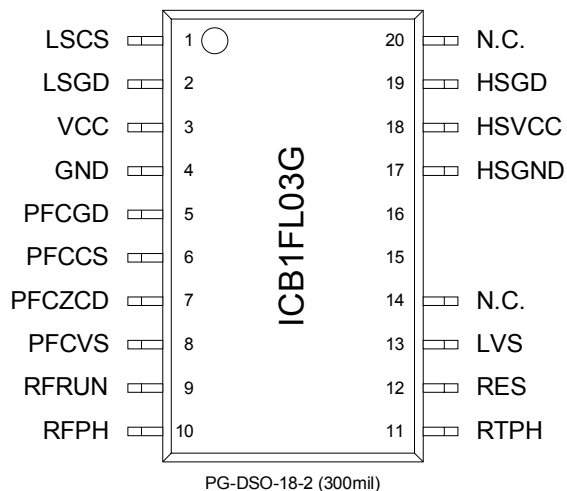 LSCS 1 20 N.C.
LSGD 2 19 HSGD
VCC 3 18 HSVCC
GND 4 17 HSGND
PFCGD 5 16
PFCCS 6 15
PFCZCD 7 14 N.C.
PFCVS 8 13 LVS
RFRUN 9 12 RES
RFPH 10 11 RTPH
ICB1FL03G
PG-DSO-18-2 (300mil)